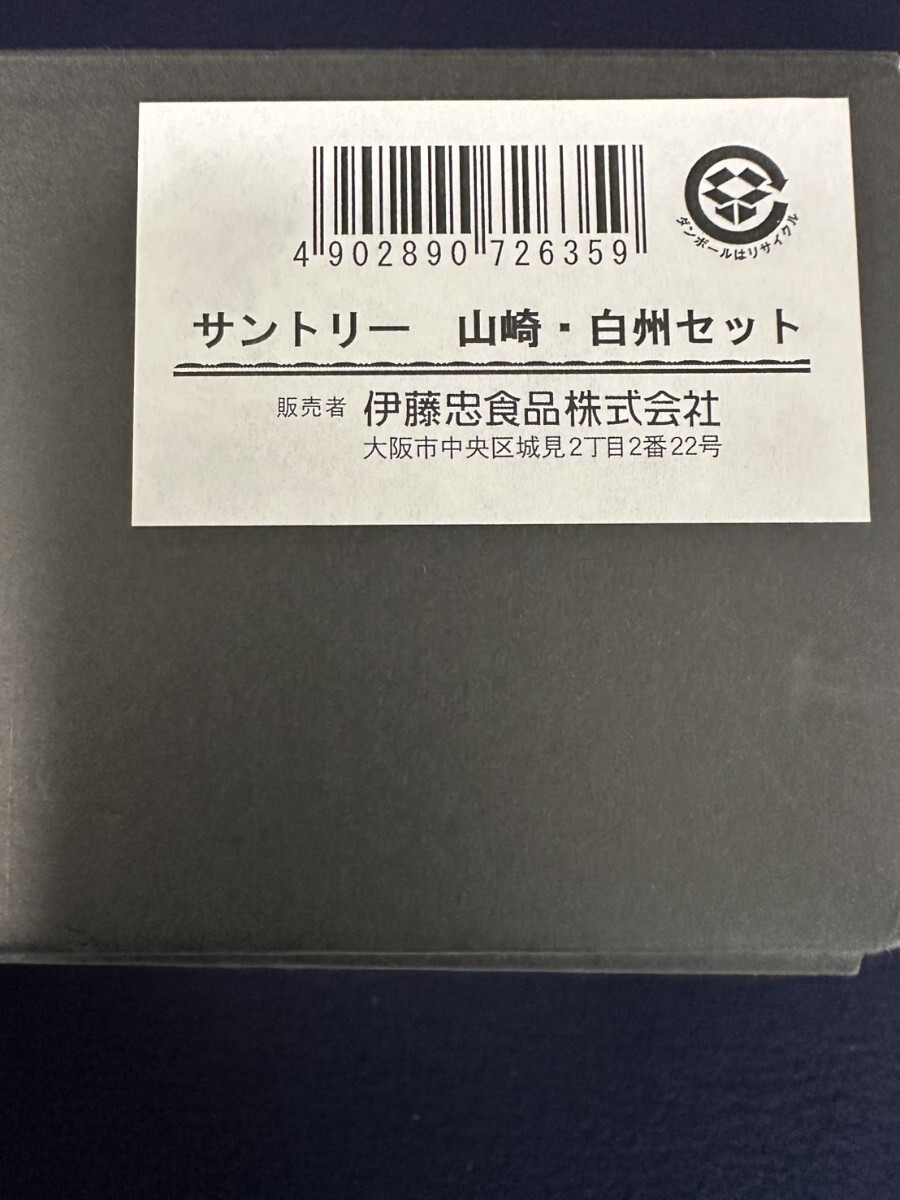 4 902890 726359
ダンボールはリサイクル
サントリー　山崎・白州セット
販売者 伊藤忠食品株式会社
大阪市中央区城見2丁目2番22号